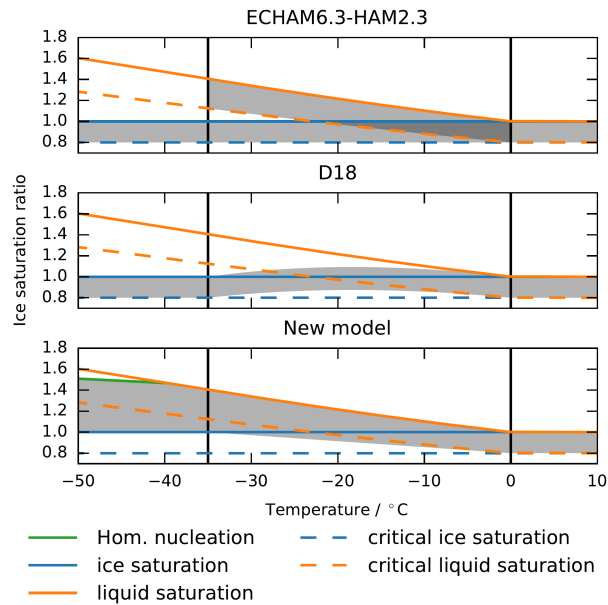 ECHAM6.3-HAM2.3
1.8
1.6
1.4
1.2
1.0
0.8
D18
1.8
1.6
1.4
1.2
1.0
0.8
Ice saturation ratio
New model
1.8
1.6
1.4
1.2
1.0
0.8
−50 −40 −30 −20 −10 0 10
Temperature / °C
Hom. nucleation
ice saturation
liquid saturation
critical ice saturation
critical liquid saturation